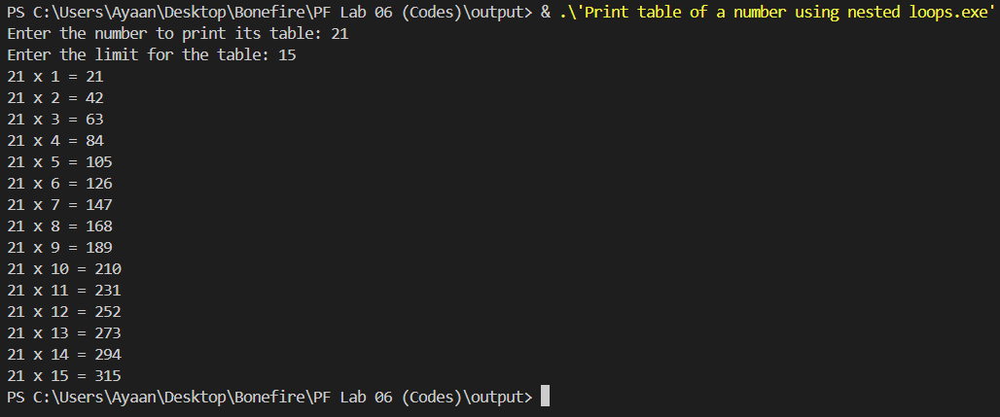 PS C:\Users\Ayaan\Desktop\Bonefire\PF Lab 06 (Codes)\output> & .\'Print table of a number using nested loops.exe'
Enter the number to print its table: 21
Enter the limit for the table: 15
21 x 1 = 21
21 x 2 = 42
21 x 3 = 63
21 x 4 = 84
21 x 5 = 105
21 x 6 = 126
21 x 7 = 147
21 x 8 = 168
21 x 9 = 189
21 x 10 = 210
21 x 11 = 231
21 x 12 = 252
21 x 13 = 273
21 x 14 = 294
21 x 15 = 315
PS C:\Users\Ayaan\Desktop\Bonefire\PF Lab 06 (Codes)\output>